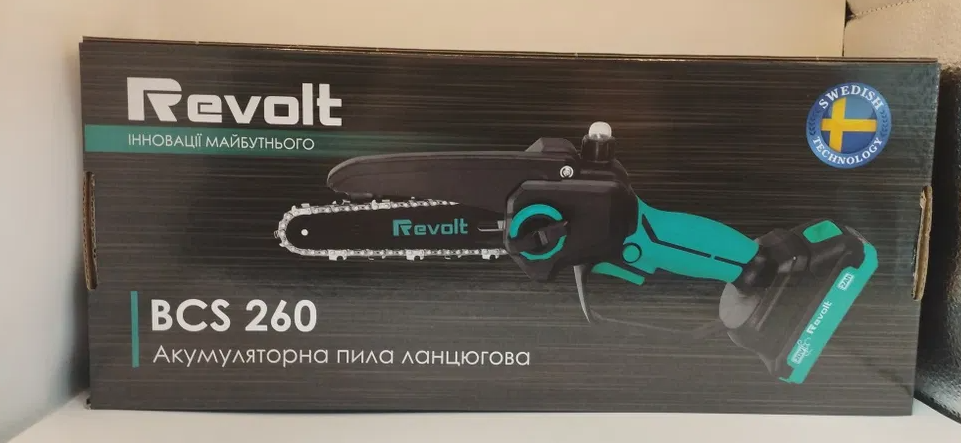 Revolt
ІННОВАЦІЇ МАЙБУТНЬОГО
SWEDISH
TECHNOLOGY
Revolt
Revolt
BCS 260
Акумуляторна пила ланцюгова